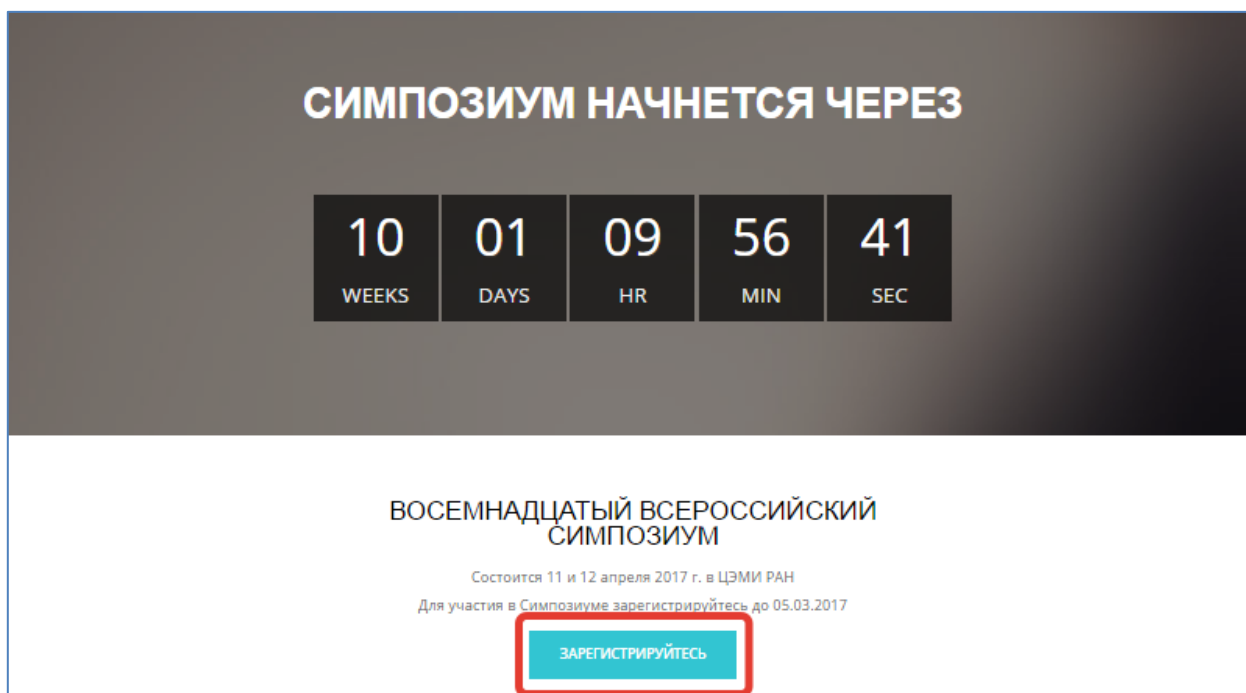 СИМПОЗИУМ НАЧНЕТСЯ ЧЕРЕЗ
10 01 09 56 41
WEEKS DAYS HR MIN SEC
ВОСЕМНАДЦАТЫЙ ВСЕРОССИЙСКИЙ
СИМПОЗИУМ
Состоится 11 и 12 апреля 2017 г. в ЦЭМИ РАН
Для участия в Симпозиуме зарегистрируйтесь до 05.03.2017
ЗАРЕГИСТРИРУЙТЕСЬ